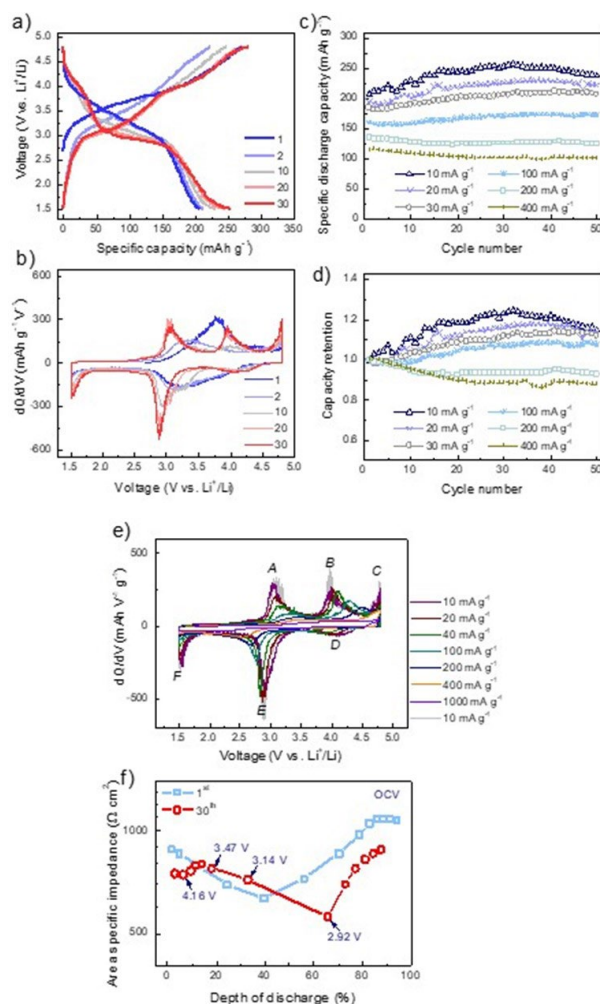 a)
5.0
4.5
4.0
3.5
3.0
2.5
2.0
1.5
Voltage (V vs. Li⁺/Li)
1
2
10
20
30
0 50 100 150 200 250 300 350
Specific capacity (mAh g⁻)
c)
300
250
200
150
100
50
0
Specific discharge capacity (mAh g⁻)
10 mA g⁻¹ 100 mA g⁻¹
20 mA g⁻¹ 200 mA g⁻¹
30 mA g⁻¹ 400 mA g⁻¹
0 10 20 30 40 50
Cycle number
b)
600
300
0
-300
-600
dQ/dV (mAh g⁻¹ V⁻)
1
2
10
20
30
1.5 2.0 2.5 3.0 3.5 4.0 4.5 5.0
Voltage (V vs. Li⁺/Li)
d)
1.4
1.2
1.0
0.8
0.6
Capacity retention
10 mA g⁻¹ 100 mA g⁻¹
20 mA g⁻¹ 200 mA g⁻¹
30 mA g⁻¹ 400 mA g⁻¹
0 10 20 30 40 50
Cycle number
e)
500
0
-500
dQ/dV (mAh V⁻¹ g⁻¹)
A B C
D
E
F
1.5 2.0 2.5 3.0 3.5 4.0 4.5 5.0
Voltage (V vs. Li⁺/Li)
10 mA g⁻¹
20 mA g⁻¹
40 mA g⁻¹
100 mA g⁻¹
200 mA g⁻¹
400 mA g⁻¹
1000 mA g⁻¹
10 mA g⁻¹
f)
1000
500
Area specific impedance (Ω cm²)
1ˢᵗ
30ᵗʰ
OCV
3.47 V
3.14 V
4.16 V
2.92 V
0 20 40 60 80 100
Depth of discharge (%)